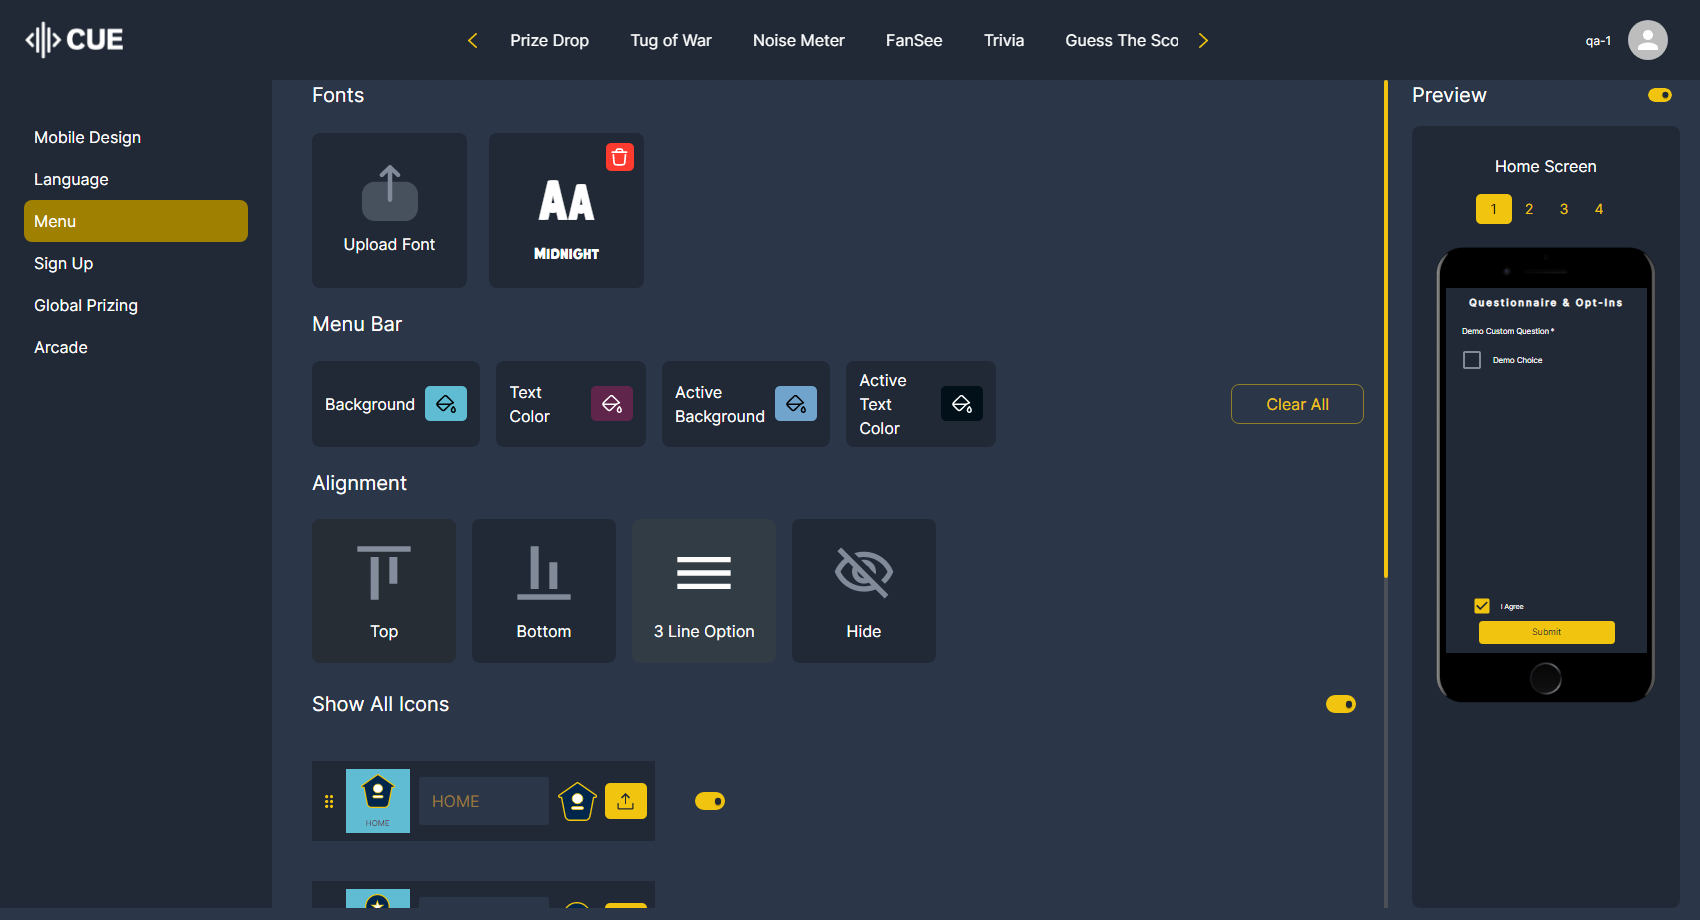 CUE
Prize Drop
Tug of War
Noise Meter
FanSee
Trivia
Guess The Sco
qa-1
Mobile Design
Language
Menu
Sign Up
Global Prizing
Arcade
Fonts
Upload Font
AA
MIDNIGHT
Menu Bar
Background
Text
Color
Active
Background
Active
Text
Color
Clear All
Alignment
Top
Bottom
3 Line Option
Hide
Show All Icons
HOME
HOME
Preview
Home Screen
1 2 3 4
Questionnaire & Opt-Ins
Demo Custom Question*
Demo Choice
I Agree
Submit